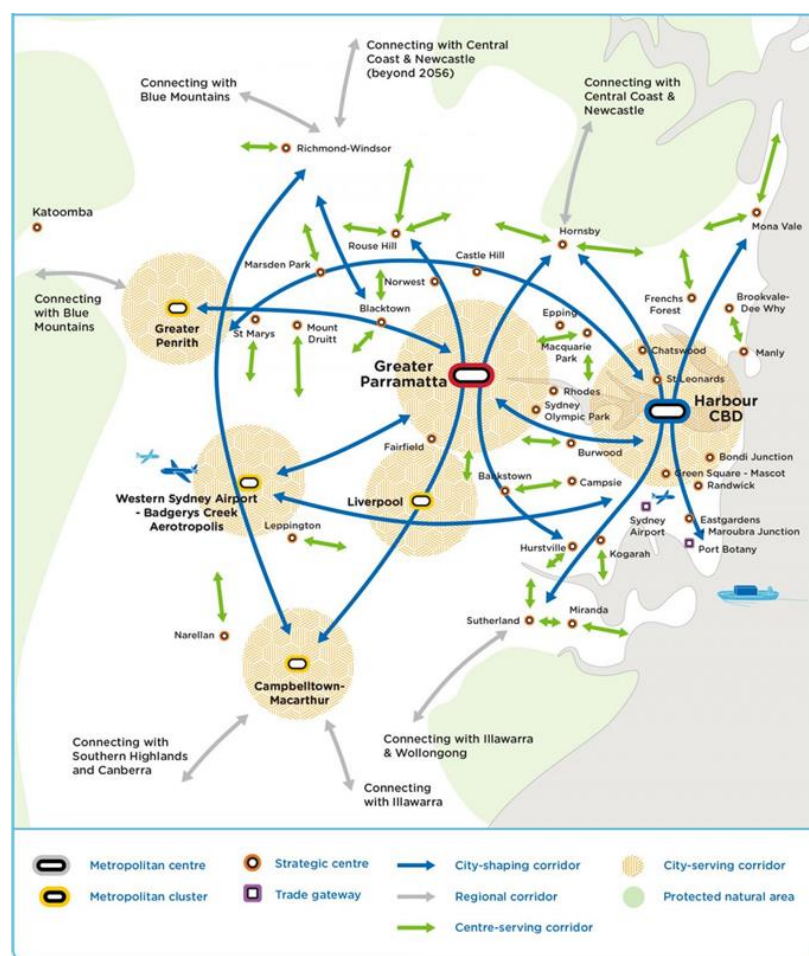 Connecting with Central
Coast & Newcastle
(beyond 2056)
Connecting with
Blue Mountains
Connecting with
Central Coast &
Newcastle
Richmond-Windsor
Katoomba
Mona Vale
Hornsby
Rouse Hill
Castle Hill
Marsden Park
Norwest
Connecting with
Blue Mountains
Greater
Penrith
St Marys
Mount
Druitt
Blacktown
Frenchs
Forest
Brookvale-
Dee Why
Epping
Macquarie
Park
Chatswood
Manly
Greater
Parramatta
St Leonards
Rhodes
Sydney
Olympic Park
Harbour
CBD
Fairfield
Burwood
Bondi Junction
Bankstown
Campsie
Green Square - Mascot
Randwick
Western Sydney Airport
- Badgerys Creek
Aerotropolis
Liverpool
Leppington
Sydney
Airport
Eastgardens
Maroubra Junction
Port Botany
Hurstville
Kogarah
Narellan
Sutherland
Miranda
Campbelltown-
Macarthur
Connecting with
Southern Highlands
and Canberra
Connecting with Illawarra
& Wollongong
Connecting
with Illawarra
Metropolitan centre
Strategic centre
City-shaping corridor
City-serving corridor
Metropolitan cluster
Trade gateway
Regional corridor
Protected natural area
Centre-serving corridor